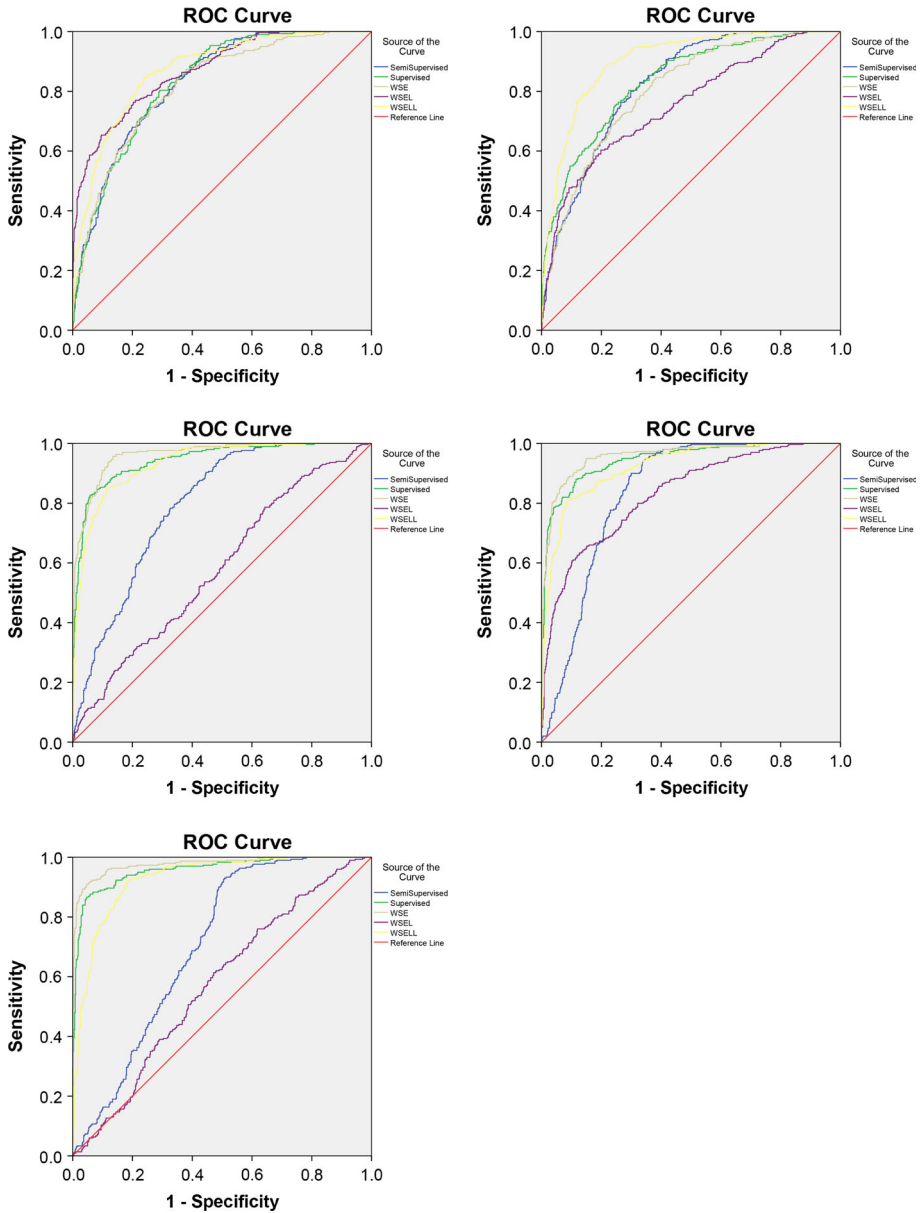 ROC Curve
Sensitivity
1.0
0.8
0.6
0.4
0.2
0.0
0.0 0.2 0.4 0.6 0.8 1.0
1 - Specificity
Source of the
Curve
SemiSupervised
Supervised
WSE
WSEL
WSELL
Reference Line
ROC Curve
Sensitivity
1.0
0.8
0.6
0.4
0.2
0.0
0.0 0.2 0.4 0.6 0.8 1.0
1 - Specificity
Source of the
Curve
SemiSupervised
Supervised
WSE
WSEL
WSELL
Reference Line
ROC Curve
Sensitivity
1.0
0.8
0.6
0.4
0.2
0.0
0.0 0.2 0.4 0.6 0.8 1.0
1 - Specificity
Source of the
Curve
SemiSupervised
Supervised
WSE
WSEL
WSELL
Reference Line
ROC Curve
Sensitivity
1.0
0.8
0.6
0.4
0.2
0.0
0.0 0.2 0.4 0.6 0.8 1.0
1 - Specificity
Source of the
Curve
SemiSupervised
Supervised
WSE
WSEL
WSELL
Reference Line
ROC Curve
Sensitivity
1.0
0.8
0.6
0.4
0.2
0.0
0.0 0.2 0.4 0.6 0.8 1.0
1 - Specificity
Source of the
Curve
SemiSupervised
Supervised
WSE
WSEL
WSELL
Reference Line